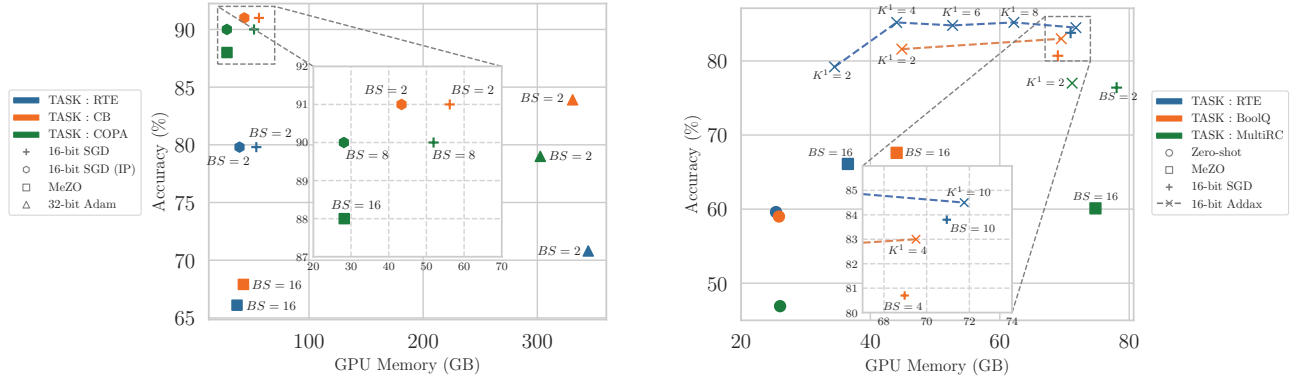 TASK : RTE
TASK : CB
TASK : COPA
16-bit SGD
16-bit SGD (IP)
MeZO
32-bit Adam
Accuracy (%)
90
85
80
75
70
65
100
200
300
GPU Memory (GB)
BS = 2
BS = 2
BS = 16
BS = 16
BS = 2
BS = 2
BS = 2
92
91
90
89
88
87
20
30
40
50
60
70
BS = 2
BS = 2
BS = 8
BS = 8
BS = 16
Accuracy (%)
90
80
70
60
50
20
40
60
80
GPU Memory (GB)
K¹ = 4
K¹ = 6
K¹ = 8
K¹ = 2
K¹ = 2
K¹ = 2
BS = 2
BS = 16
BS = 16
BS = 16
85
84
83
82
81
80
68
70
72
74
K¹ = 10
BS = 10
K¹ = 4
BS = 4
TASK : RTE
TASK : BoolQ
TASK : MultiRC
Zero-shot
MeZO
16-bit SGD
16-bit Addax